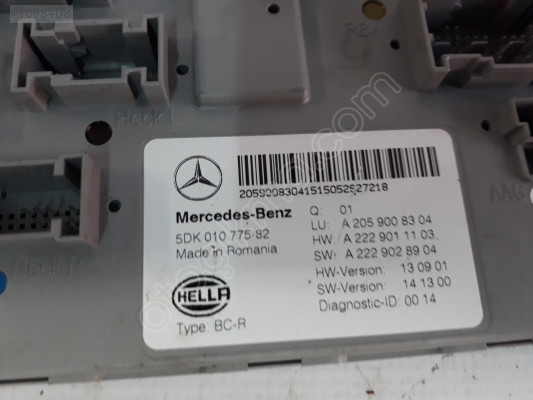 Heck I
2059008304151505252 7218
Mercedes-Benz
5DK 010 775-82
Made in Romania
HELLA
Type: BC-R
Q: 01
LU: A 205 900 83 04
HW: A 222 901 11 03
SW: A 222 902 89 04
HW-Version: 13 09 01
SW-Version: 14 13 00
Diagnostic-ID: 00 14
Heck R